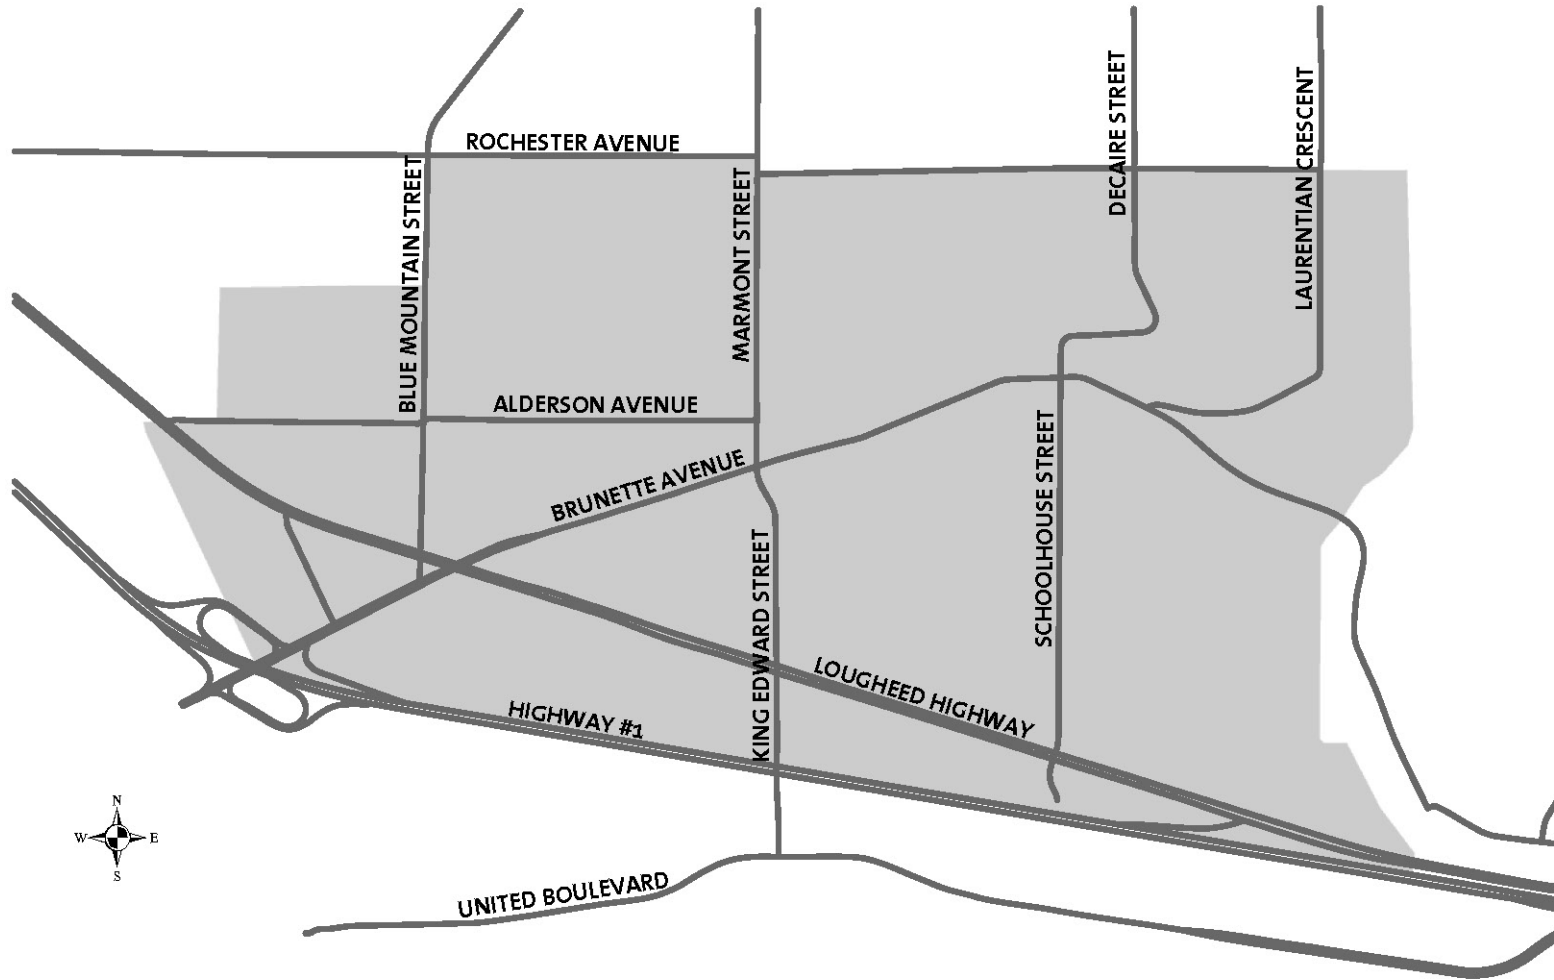 ROCHESTER AVENUE
DECAIRE STREET
LAURENTIAN CRESCENT
BLUE MOUNTAIN STREET
MARMONT STREET
ALDERSON AVENUE
BRUNETTE AVENUE
SCHOOLHOUSE STREET
KING EDWARD STREET
LOUGHEED HIGHWAY
HIGHWAY #1
N
W E
S
UNITED BOULEVARD